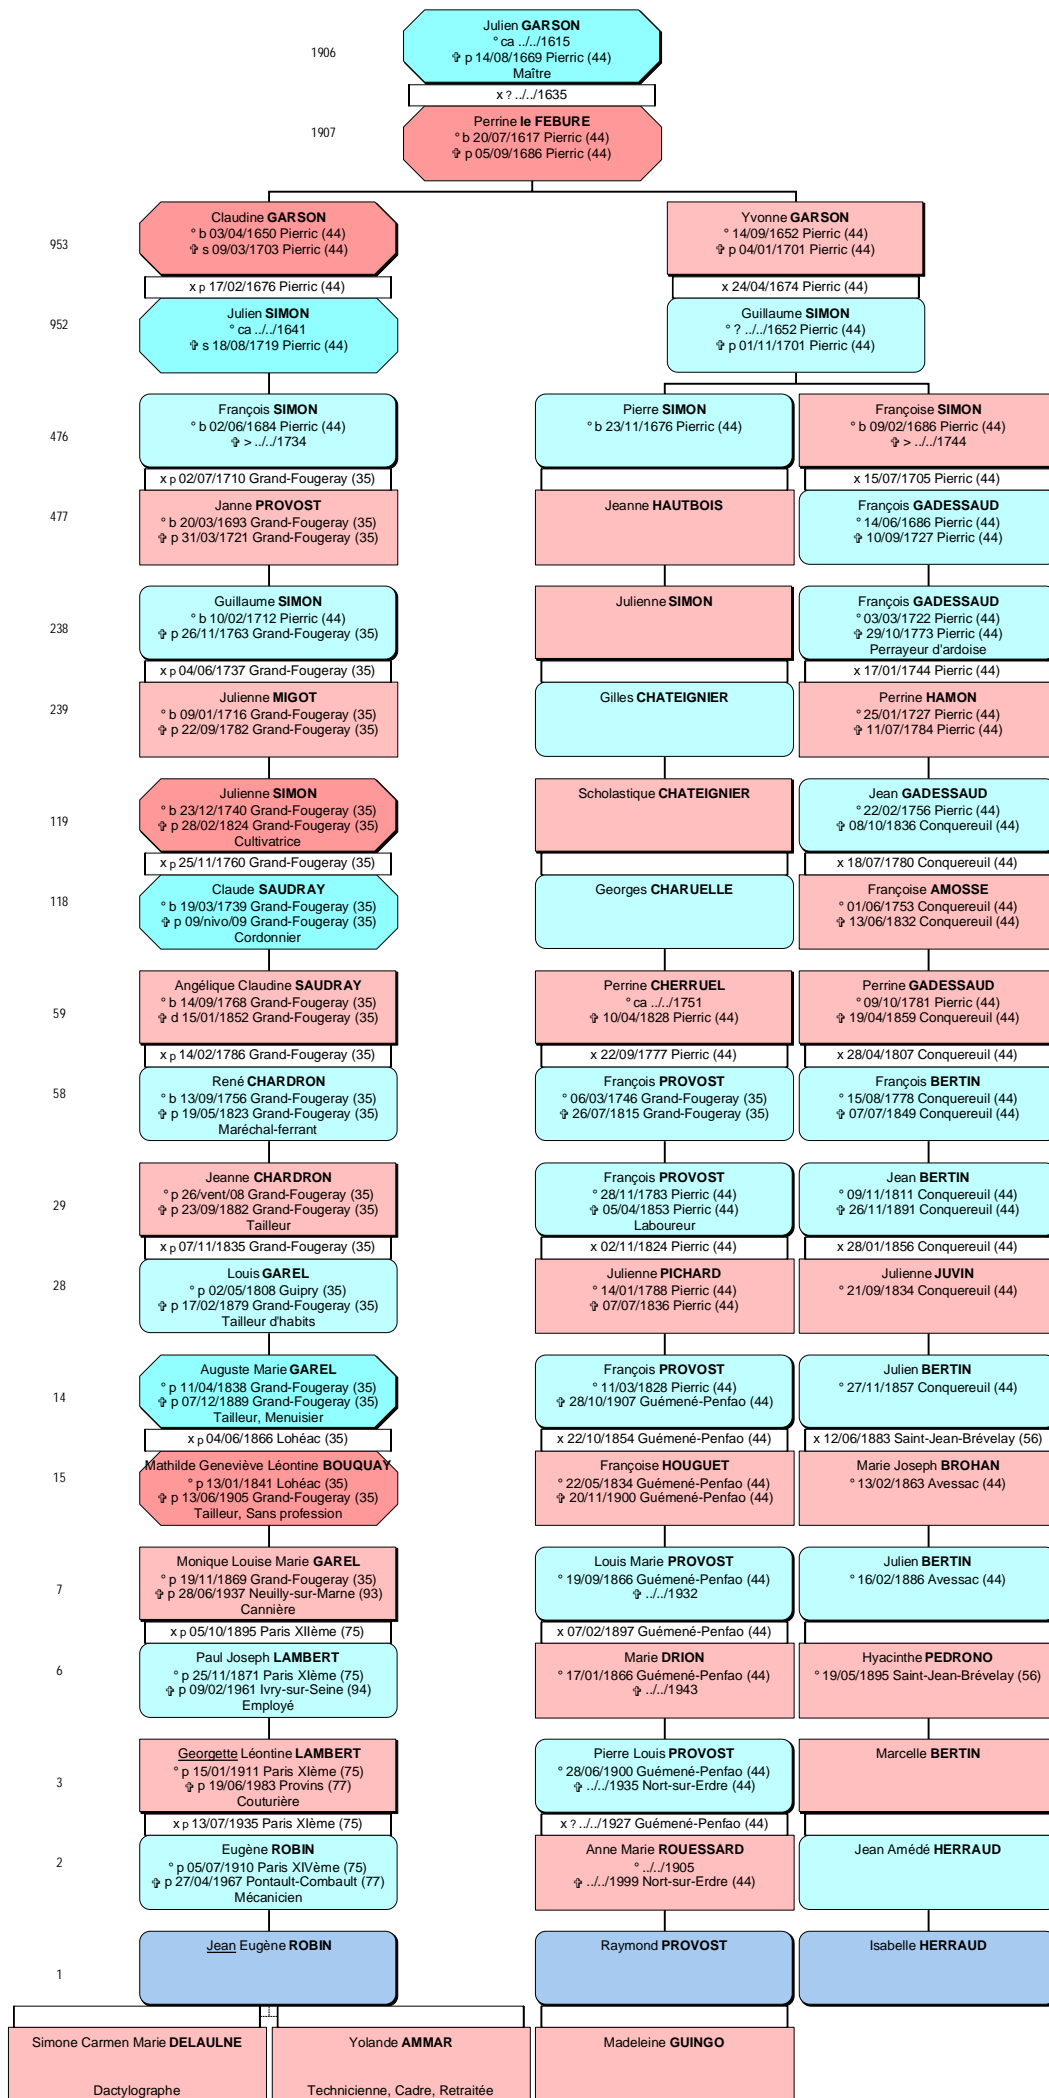 1906
Julien GARSON
° ca ../../1615
✞ p 14/08/1669 Pierric (44)
Maître
x ? ../../1635
1907
Perrine le FEBURE
° b 20/07/1617 Pierric (44)
✞ p 05/09/1686 Pierric (44)
953
Claudine GARSON
° b 03/04/1650 Pierric (44)
✞ s 09/03/1703 Pierric (44)
Yvonne GARSON
° 14/09/1652 Pierric (44)
✞ p 04/01/1701 Pierric (44)
x p 17/02/1676 Pierric (44)
x 24/04/1674 Pierric (44)
952
Julien SIMON
° ca ../../1641
✞ s 18/08/1719 Pierric (44)
Guillaume SIMON
° ? ../../1652 Pierric (44)
✞ p 01/11/1701 Pierric (44)
476
François SIMON
° b 02/06/1684 Pierric (44)
✞ > ../../1734
Pierre SIMON
° b 23/11/1676 Pierric (44)
Françoise SIMON
° b 09/02/1686 Pierric (44)
✞ > ../../1744
x p 02/07/1710 Grand-Fougeray (35)
x 15/07/1705 Pierric (44)
477
Janne PROVOST
° b 20/03/1693 Grand-Fougeray (35)
✞ p 31/03/1721 Grand-Fougeray (35)
Jeanne HAUTBOIS
François GADESSAUD
° 14/06/1686 Pierric (44)
✞ 10/09/1727 Pierric (44)
238
Guillaume SIMON
° b 10/02/1712 Pierric (44)
✞ p 26/11/1763 Grand-Fougeray (35)
Julienne SIMON
François GADESSAUD
° 03/03/1722 Pierric (44)
✞ 29/10/1773 Pierric (44)
Perrayeur d'ardoise
x p 04/06/1737 Grand-Fougeray (35)
x 17/01/1744 Pierric (44)
239
Julienne MIGOT
° b 09/01/1716 Grand-Fougeray (35)
✞ p 22/09/1782 Grand-Fougeray (35)
Gilles CHATEIGNIER
Perrine HAMON
° 25/01/1727 Pierric (44)
✞ 11/07/1784 Pierric (44)
119
Julienne SIMON
° b 23/12/1740 Grand-Fougeray (35)
✞ p 28/02/1824 Grand-Fougeray (35)
Cultivatrice
Scholastique CHATEIGNIER
Jean GADESSAUD
° 22/02/1756 Pierric (44)
✞ 08/10/1836 Conquereuil (44)
x p 25/11/1760 Grand-Fougeray (35)
x 18/07/1780 Conquereuil (44)
118
Claude SAUDRAY
° b 19/03/1739 Grand-Fougeray (35)
✞ p 09/nivo/09 Grand-Fougeray (35)
Cordonnier
Georges CHARUELLE
Françoise AMOSSE
° 01/06/1753 Conquereuil (44)
✞ 13/06/1832 Conquereuil (44)
59
Angélique Claudine SAUDRAY
° b 14/09/1768 Grand-Fougeray (35)
✞ d 15/01/1852 Grand-Fougeray (35)
Perrine CHERRUEL
° ca ../../1751
✞ 10/04/1828 Pierric (44)
Perrine GADESSAUD
° 09/10/1781 Pierric (44)
✞ 19/04/1859 Conquereuil (44)
x p 14/02/1786 Grand-Fougeray (35)
x 22/09/1777 Pierric (44)
x 28/04/1807 Conquereuil (44)
58
René CHARDRON
° b 13/09/1756 Grand-Fougeray (35)
✞ p 19/05/1823 Grand-Fougeray (35)
Maréchal-ferrant
François PROVOST
° 06/03/1746 Grand-Fougeray (35)
✞ 26/07/1815 Grand-Fougeray (35)
François BERTIN
° 15/08/1778 Conquereuil (44)
✞ 07/07/1849 Conquereuil (44)
29
Jeanne CHARDRON
° p 26/vent/08 Grand-Fougeray (35)
✞ p 23/09/1882 Grand-Fougeray (35)
Tailleur
François PROVOST
° 28/11/1783 Pierric (44)
✞ 05/04/1853 Pierric (44)
Laboureur
Jean BERTIN
° 09/11/1811 Conquereuil (44)
✞ 26/11/1891 Conquereuil (44)
x p 07/11/1835 Grand-Fougeray (35)
x 02/11/1824 Pierric (44)
x 28/01/1856 Conquereuil (44)
28
Louis GAREL
° p 02/05/1808 Guipry (35)
✞ p 17/02/1879 Grand-Fougeray (35)
Tailleur d'habits
Julienne PICHARD
° 14/01/1788 Pierric (44)
✞ 07/07/1836 Pierric (44)
Julienne JUVIN
° 21/09/1834 Conquereuil (44)
14
Auguste Marie GAREL
° p 11/04/1838 Grand-Fougeray (35)
✞ p 07/12/1889 Grand-Fougeray (35)
Tailleur, Menuisier
François PROVOST
° 11/03/1828 Pierric (44)
✞ 28/10/1907 Guémené-Penfao (44)
Julien BERTIN
° 27/11/1857 Conquereuil (44)
x p 04/06/1866 Lohéac (35)
x 22/10/1854 Guémené-Penfao (44)
x 12/06/1883 Saint-Jean-Brévelay (56)
15
Mathilde Geneviève Léontine BOUQUAY
° p 13/01/1841 Lohéac (35)
✞ p 13/06/1905 Grand-Fougeray (35)
Tailleur, Sans profession
Françoise HOUGUET
° 22/05/1834 Guémené-Penfao (44)
✞ 20/11/1900 Guémené-Penfao (44)
Marie Joseph BROHAN
° 13/02/1863 Avessac (44)
7
Monique Louise Marie GAREL
° p 19/11/1869 Grand-Fougeray (35)
✞ p 28/06/1937 Neuilly-sur-Marne (93)
Cannière
Louis Marie PROVOST
° 19/09/1866 Guémené-Penfao (44)
✞ ../../1932
Julien BERTIN
° 16/02/1886 Avessac (44)
x p 05/10/1895 Paris XIIème (75)
x 07/02/1897 Guémené-Penfao (44)
6
Paul Joseph LAMBERT
° p 25/11/1871 Paris XIème (75)
✞ p 09/02/1961 Ivry-sur-Seine (94)
Employé
Marie DRION
° 17/01/1866 Guémené-Penfao (44)
✞ ../../1943
Hyacinthe PEDRONO
° 19/05/1895 Saint-Jean-Brévelay (56)
3
Georgette Léontine LAMBERT
° p 15/01/1911 Paris XIème (75)
✞ p 19/06/1983 Provins (77)
Couturière
Pierre Louis PROVOST
° 28/06/1900 Guémené-Penfao (44)
✞ ../../1935 Nort-sur-Erdre (44)
Marcelle BERTIN
x p 13/07/1935 Paris XIème (75)
x ? ../../1927 Guémené-Penfao (44)
2
Eugène ROBIN
° p 05/07/1910 Paris XIVème (75)
✞ p 27/04/1967 Pontault-Combault (77)
Mécanicien
Anne Marie ROUESSARD
° ../../1905
✞ ../../1999 Nort-sur-Erdre (44)
Jean Amédé HERRAUD
1
Jean Eugène ROBIN
Raymond PROVOST
Isabelle HERRAUD
Simone Carmen Marie DELAULNE
Dactylographe
Yolande AMMAR
Technicienne, Cadre, Retraitée
Madeleine GUINGO